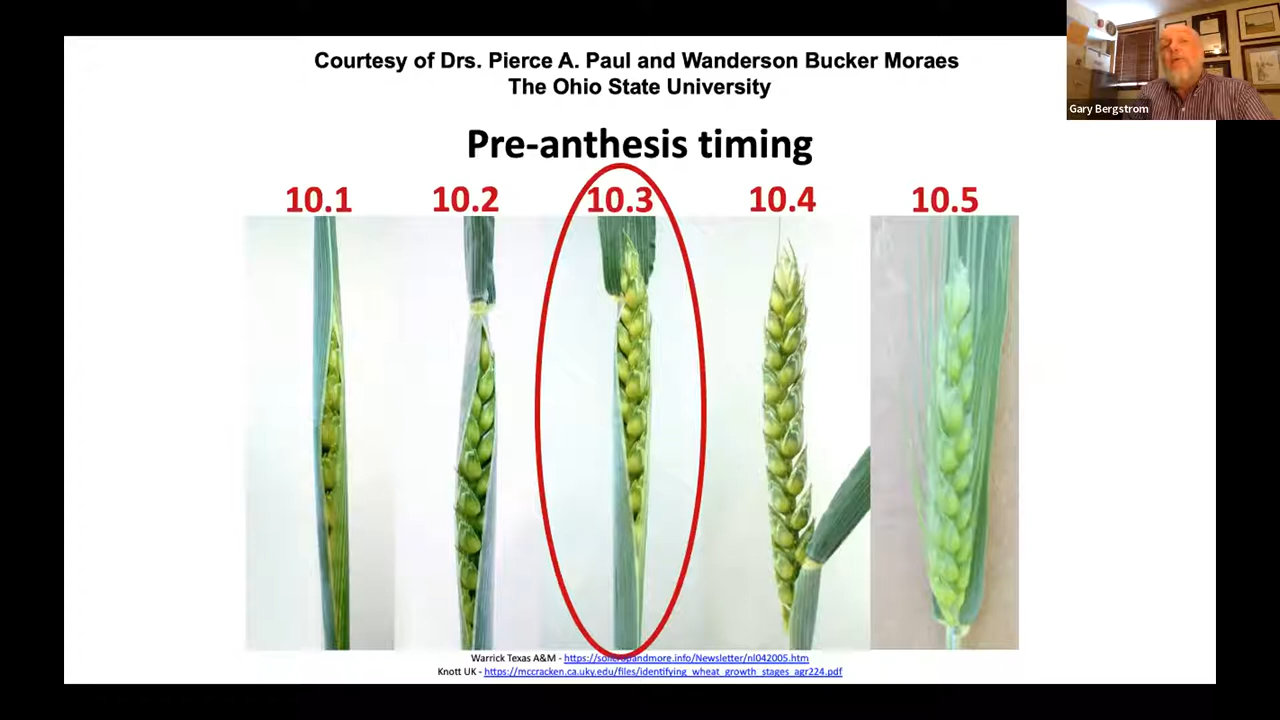 Courtesy of Drs. Pierce A. Paul and Wanderson Bucker Moraes
The Ohio State University
Gary Bergstrom
Pre-anthesis timing
10.1 10.2 10.3 10.4 10.5
Warrick Texas A&M - https://soilcropandmore.info/Newsletter/nl042005.htm
Knott UK - https://mccracken.ca.uky.edu/files/identifying_wheat_growth_stages_agr224.pdf